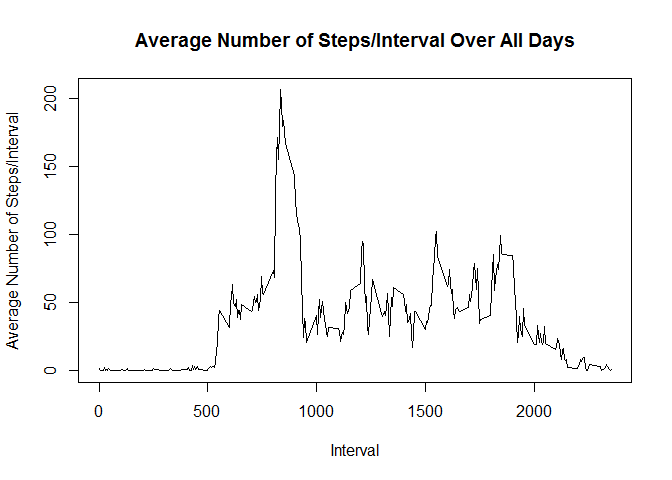 Average Number of Steps/Interval Over All Days
Average Number of Steps/Interval
200
150
100
50
0
0 500 1000 1500 2000
Interval